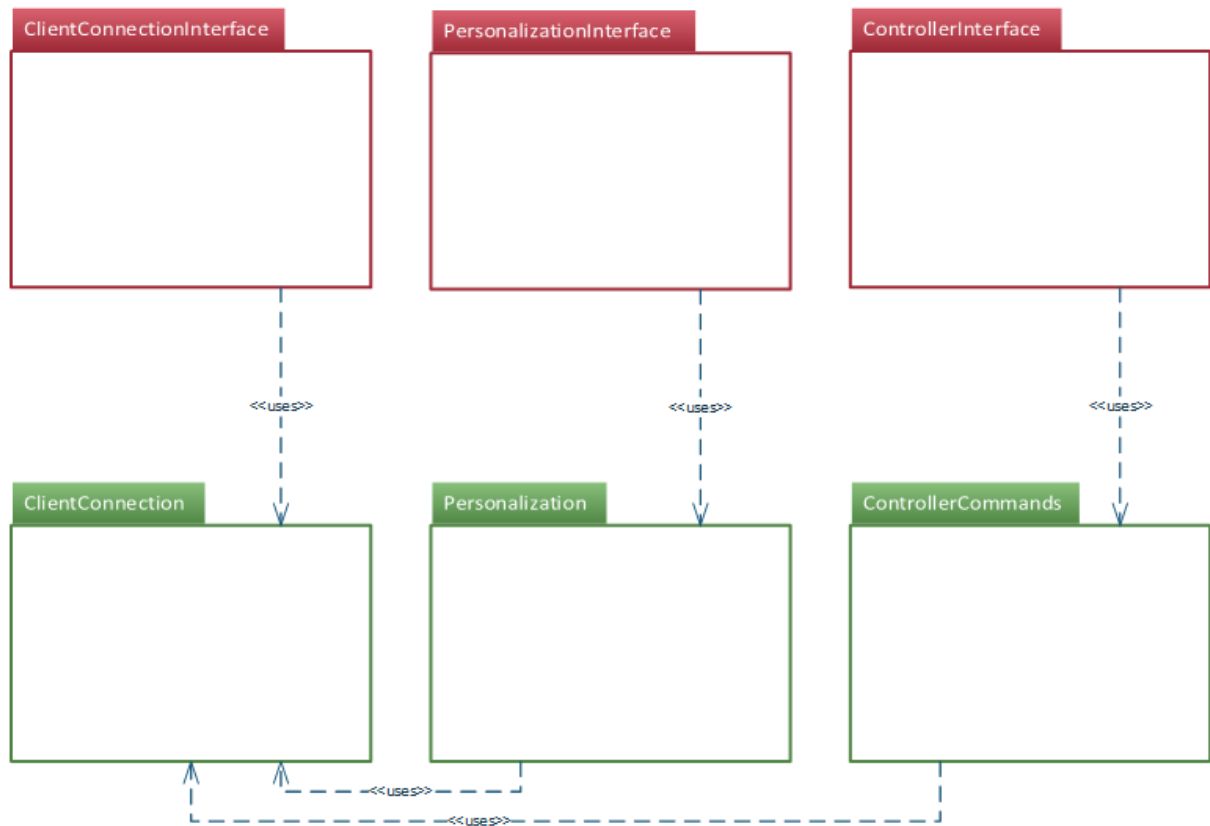 ClientConnectionInterface
PersonalizationInterface
ControllerInterface
<<uses>>
<<uses>>
<<uses>>
ClientConnection
Personalization
ControllerCommands
<<uses>>
<<uses>>